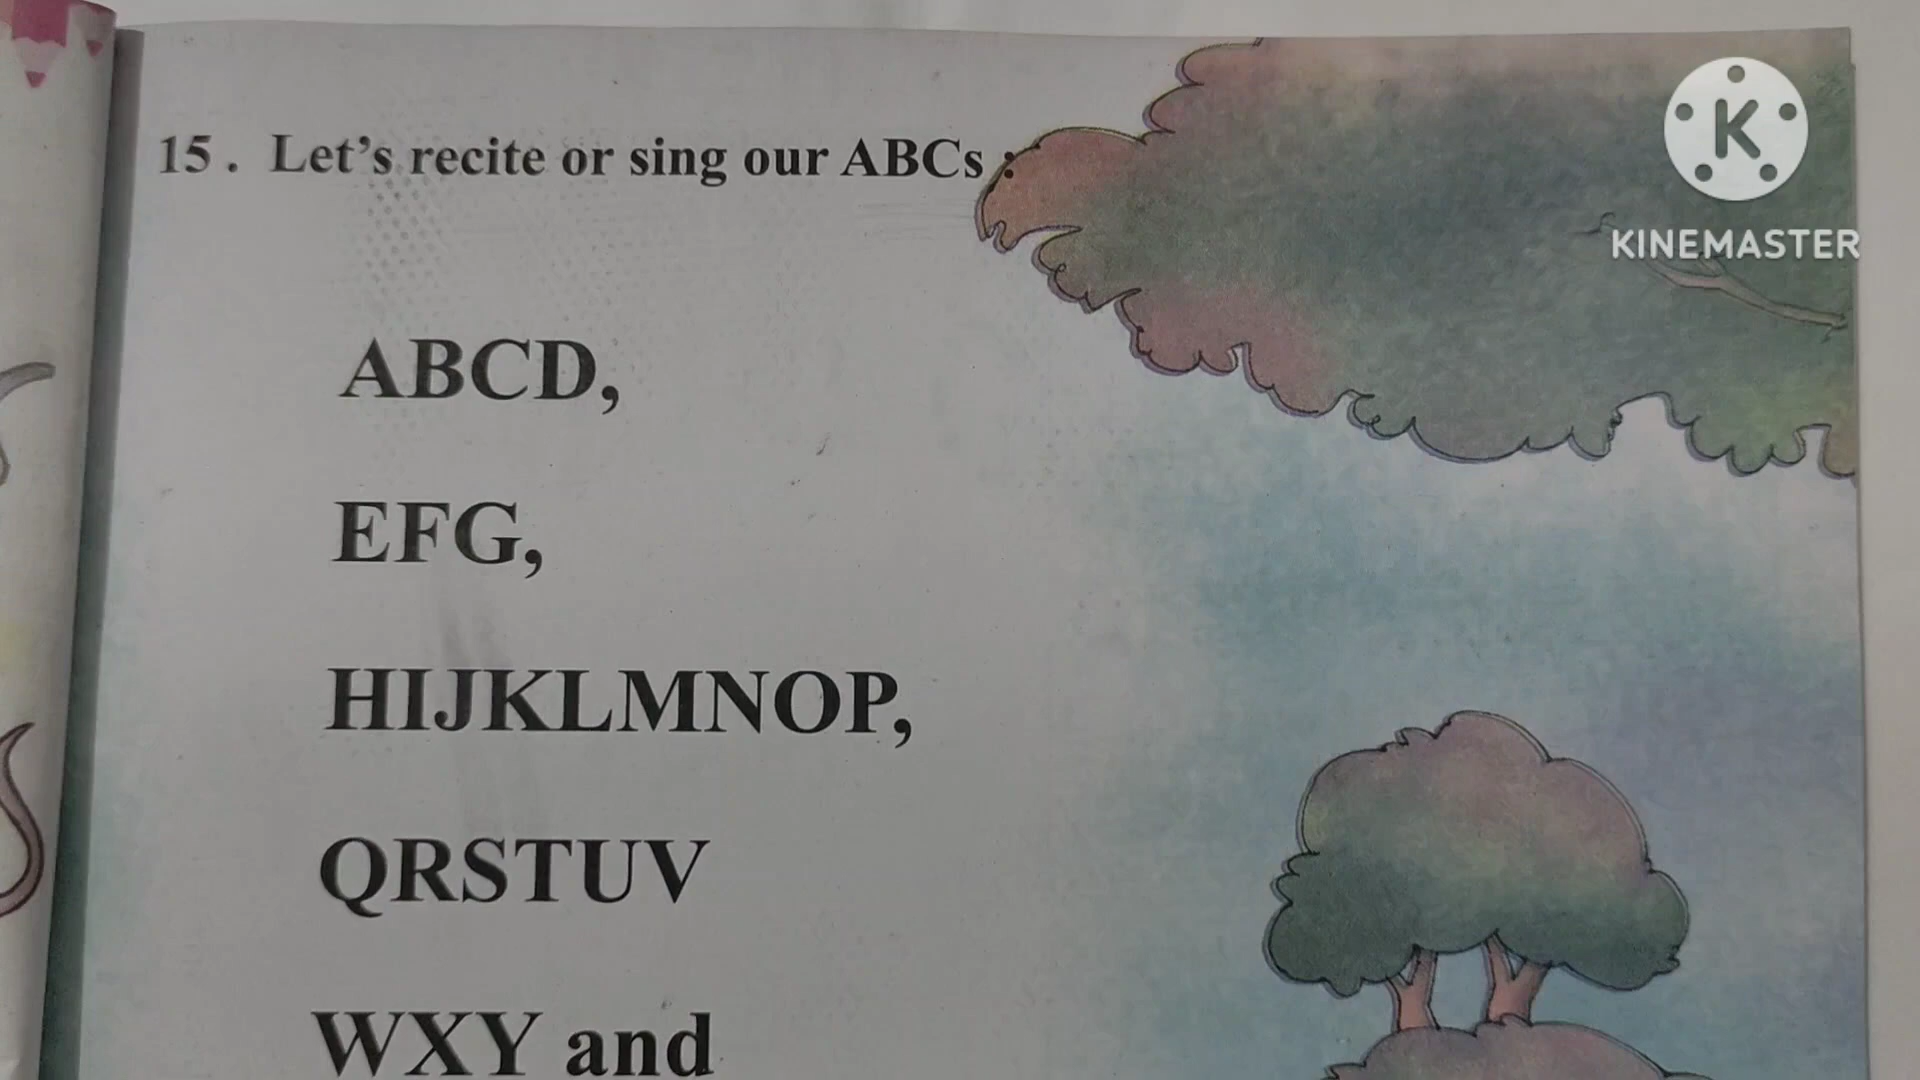 15 . Let's recite or sing our ABCs :
K
KINEMASTER
ABCD,
EFG,
HIJKLMNOP,
QRSTUV
WXY and